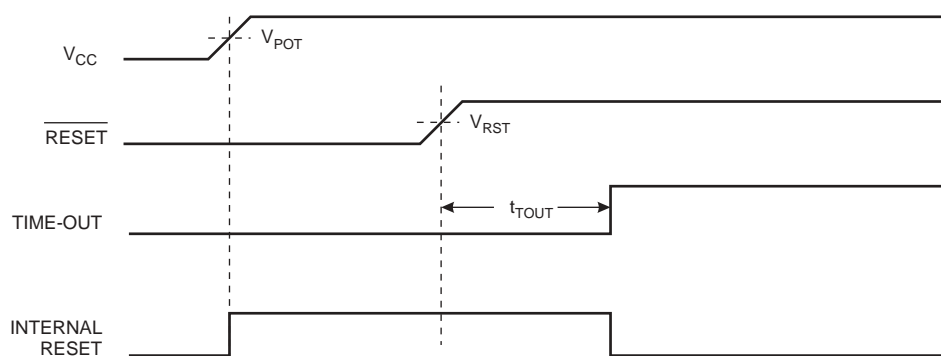 V_CC
V_POT
RESET
V_RST
TIME-OUT
t_TOUT
INTERNAL
RESET